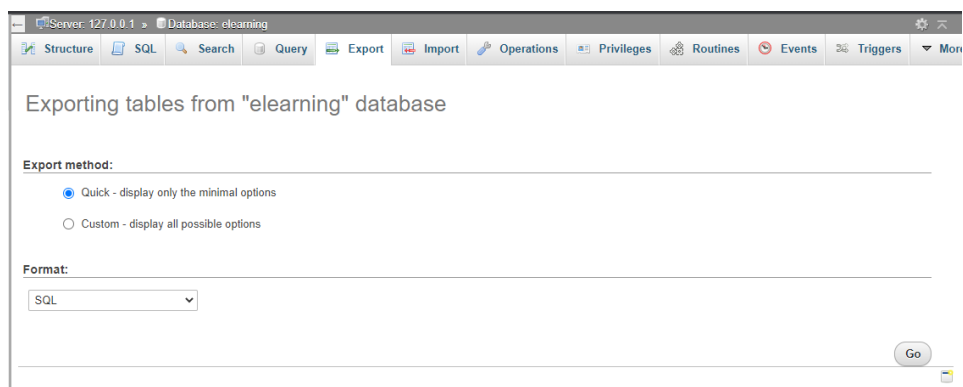 Server: 127.0.0.1 » Database: elearning
Structure SQL Search Query Export Import Operations Privileges Routines Events Triggers More
Exporting tables from "elearning" database
Export method:
Quick - display only the minimal options
Custom - display all possible options
Format:
SQL
Go